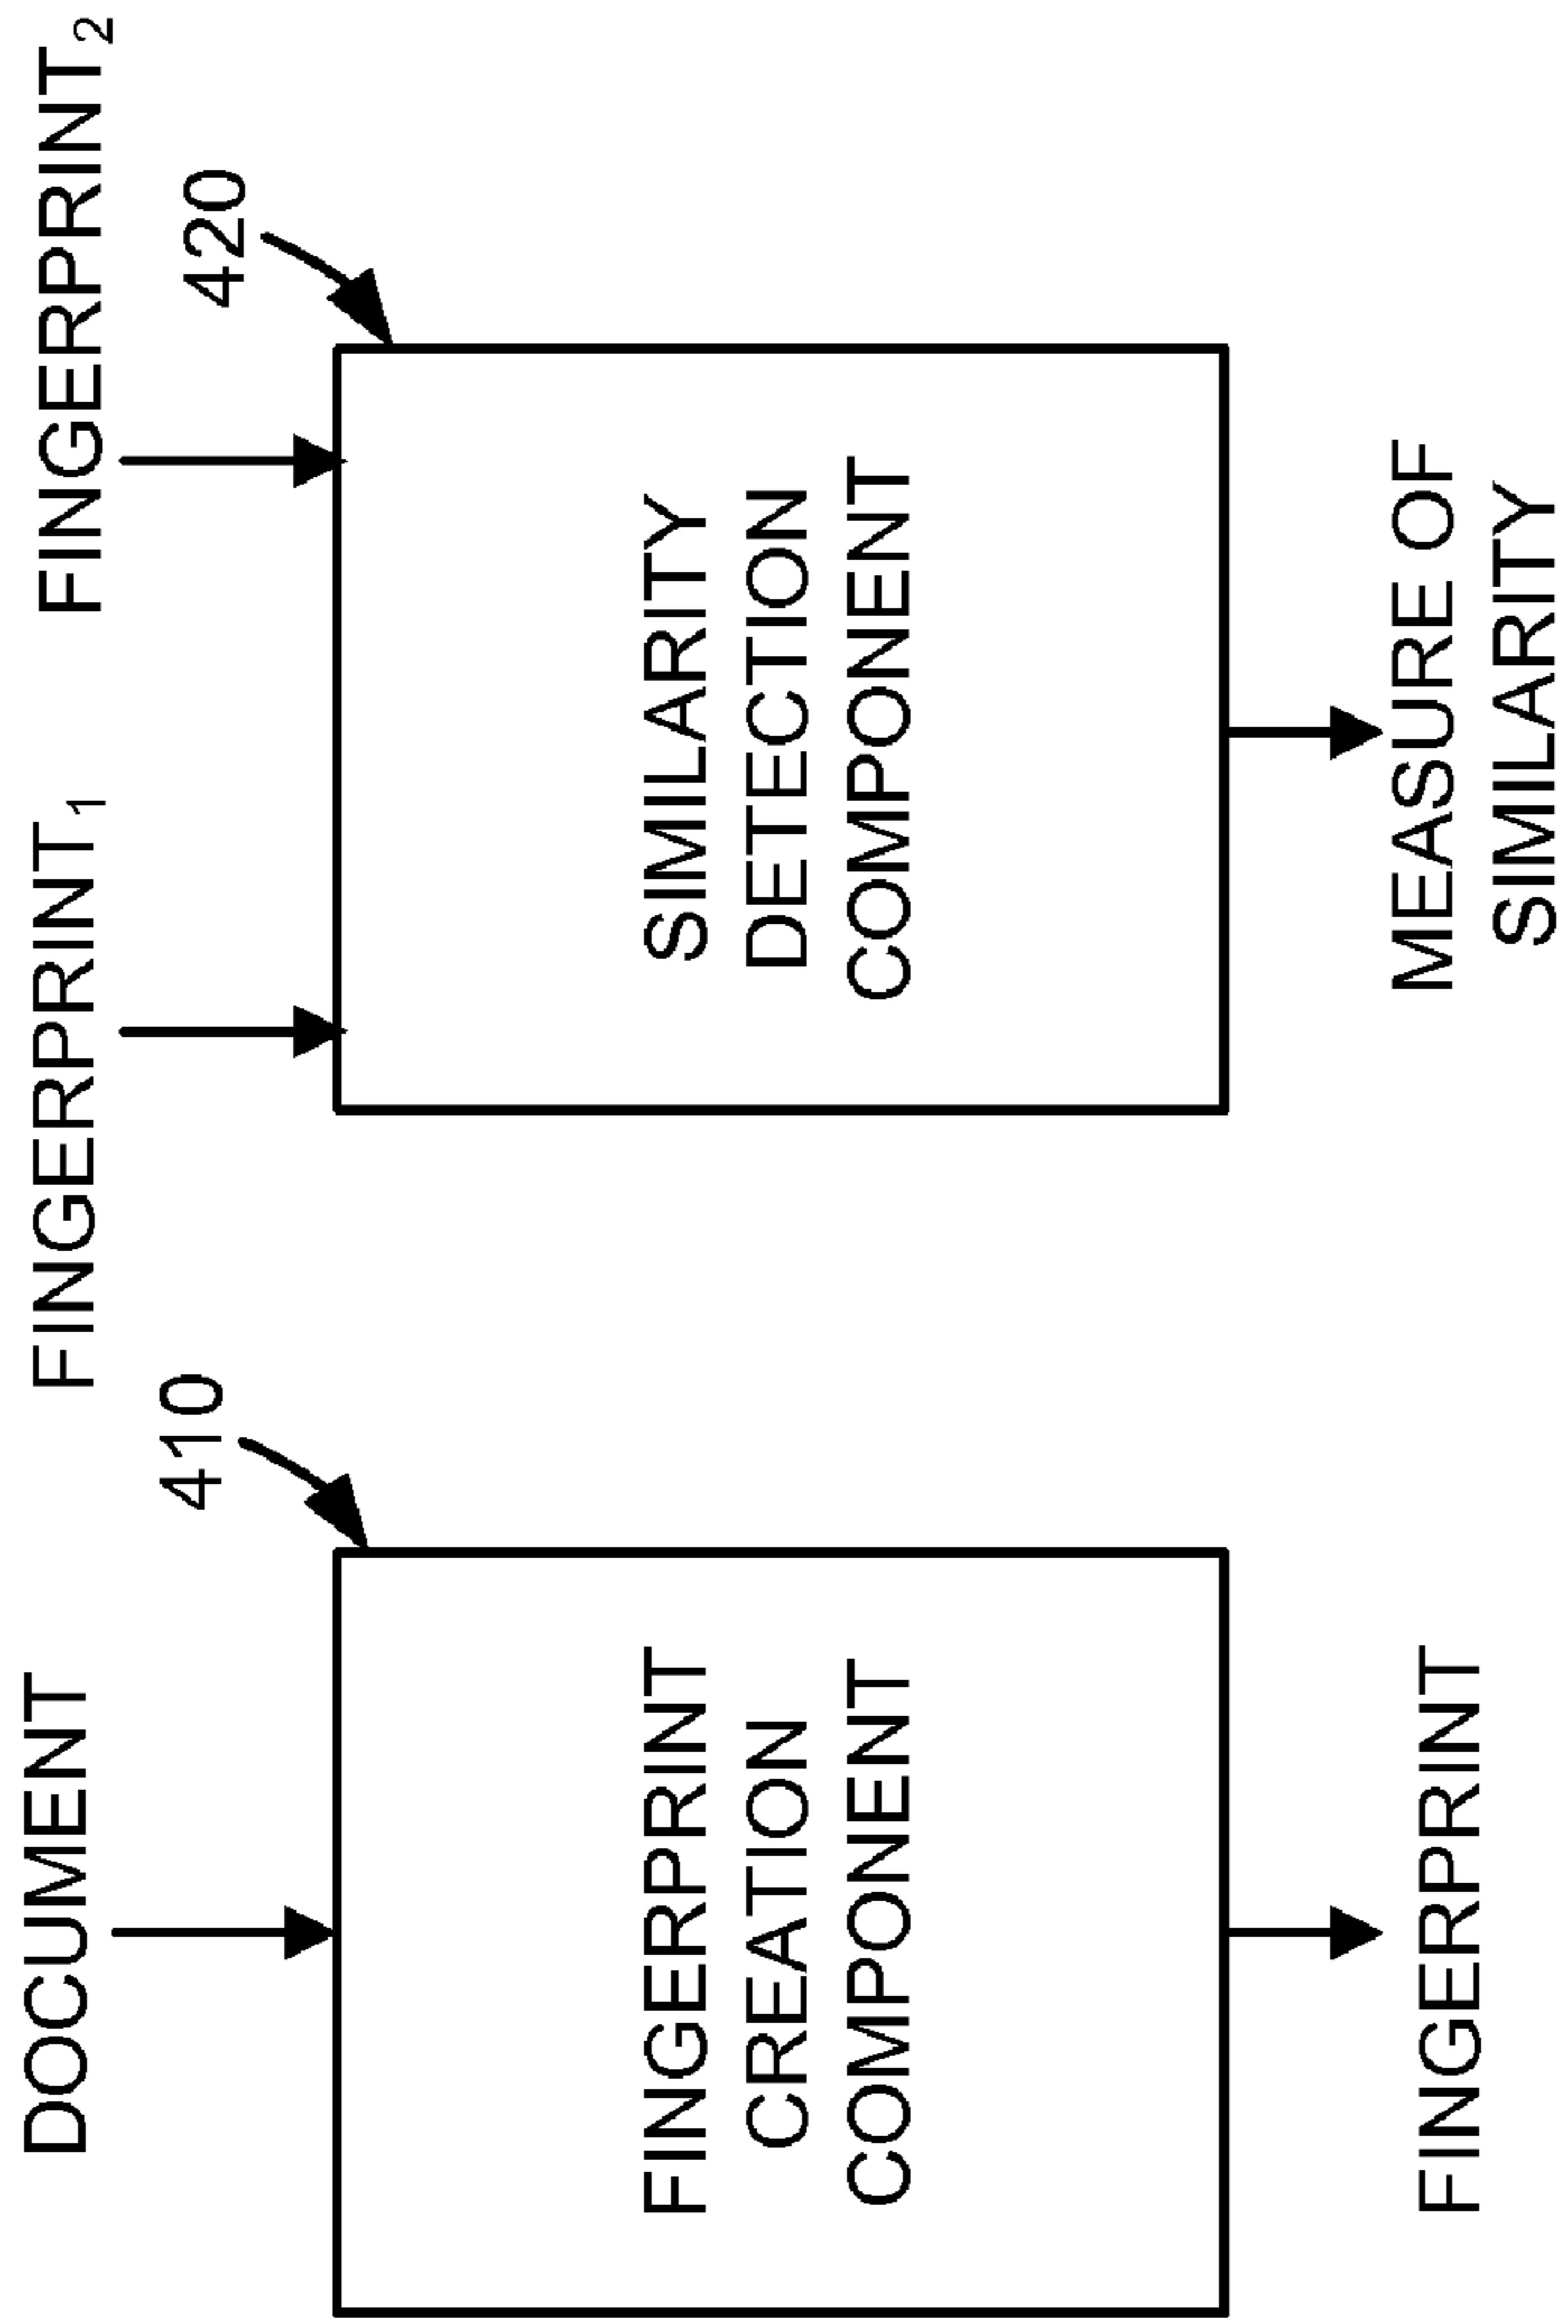 DOCUMENT
410
FINGERPRINT
CREATION
COMPONENT
FINGERPRINT
FINGERPRINT₁
FINGERPRINT₂
420
SIMILARITY
DETECTION
COMPONENT
MEASURE OF
SIMILARITY